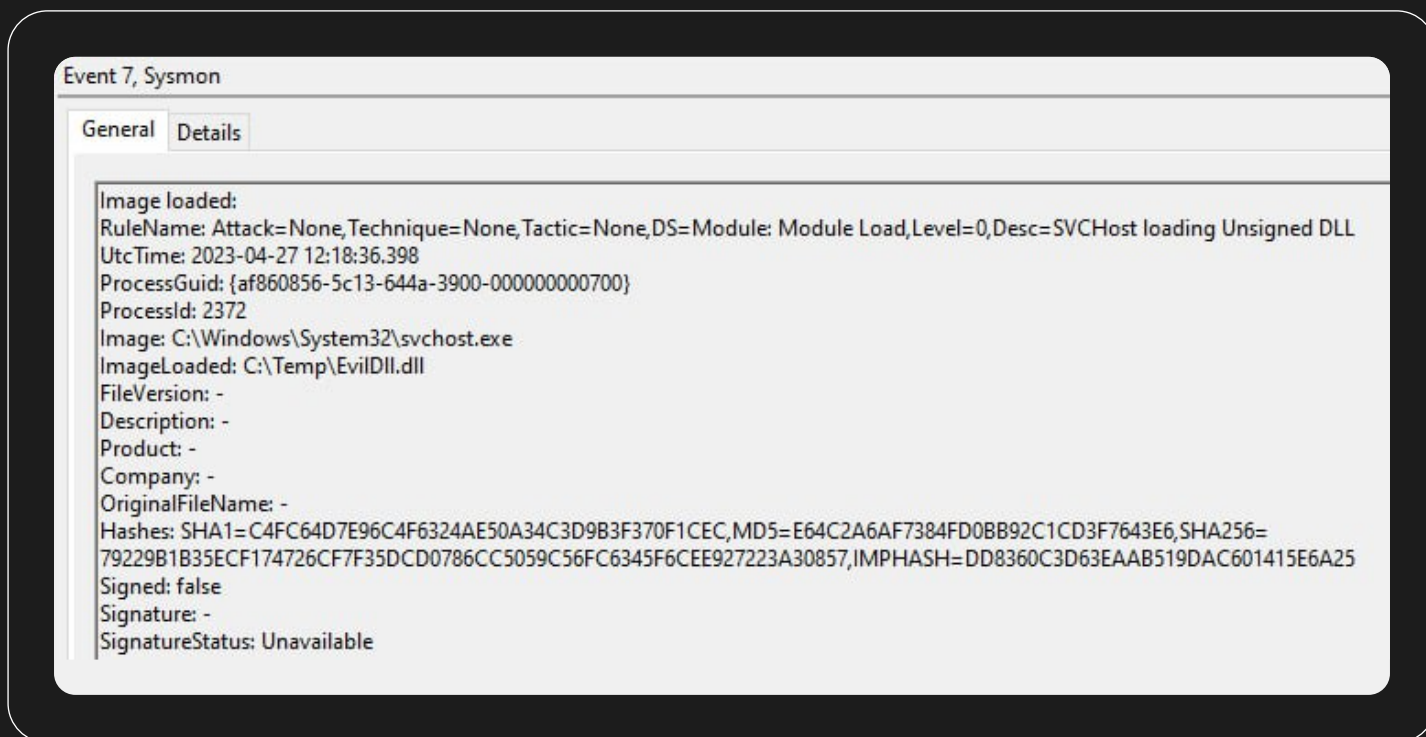 Event 7, Sysmon
General Details
Image loaded:
RuleName: Attack=None,Technique=None,Tactic=None,DS=Module: Module Load,Level=0,Desc=SVCHost loading Unsigned DLL
UtcTime: 2023-04-27 12:18:36.398
ProcessGuid: {af860856-5c13-644a-3900-000000000700}
ProcessId: 2372
Image: C:\Windows\System32\svchost.exe
ImageLoaded: C:\Temp\EvilDll.dll
FileVersion: -
Description: -
Product: -
Company: -
OriginalFileName: -
Hashes: SHA1=C4FC64D7E96C4F6324AE50A34C3D9B3F370F1CEC,MD5=E64C2A6AF7384FD0BB92C1CD3F7643E6,SHA256=
79229B1B35ECF174726CF7F35DCD0786CC5059C56FC6345F6CEE927223A30857,IMPHASH=DD8360C3D63EAAB519DAC601415E6A25
Signed: false
Signature: -
SignatureStatus: Unavailable